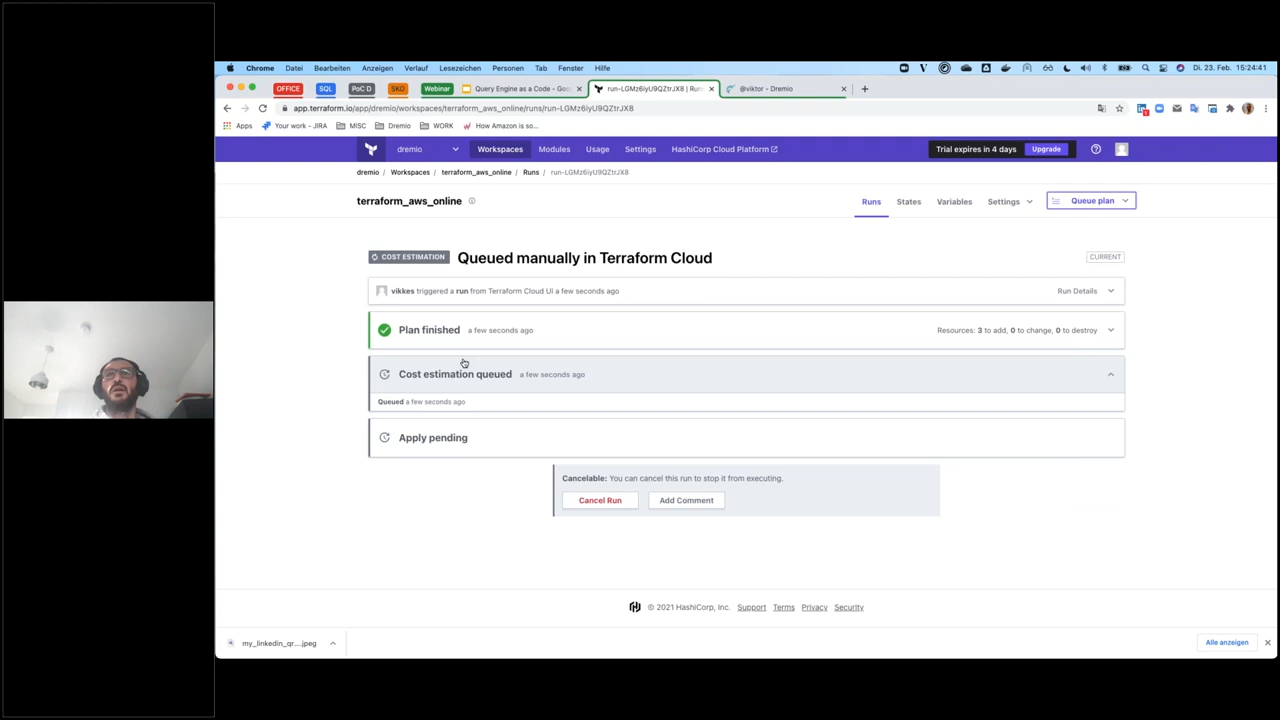 Chrome Datei Bearbeiten Anzeigen Verlauf Lesezeichen Personen Tab Fenster Hilfe Di. 23. Feb. 15:24:41
OFFICE SQL PoC D SKO Webinar Query Engine as a Code - Goo run-LGMz6iyU9QZtrJX8 | Runs @viktor - Dremio
app.terraform.io/app/dremio/workspaces/terraform_aws_online/runs/run-LGMz6iyU9QZtrJX8
Apps Your work - JIRA MISC Dremio WORK How Amazon is so...
dremio Workspaces Modules Usage Settings HashiCorp Cloud Platform Trial expires in 4 days Upgrade
dremio / Workspaces / terraform_aws_online / Runs / run-LGMz6iyU9QZtrJX8
terraform_aws_online Runs States Variables Settings Queue plan
COST ESTIMATION Queued manually in Terraform Cloud CURRENT
vikkes triggered a run from Terraform Cloud UI a few seconds ago Run Details
Plan finished a few seconds ago Resources: 3 to add, 0 to change, 0 to destroy
Cost estimation queued a few seconds ago
Queued a few seconds ago
Apply pending
Cancelable: You can cancel this run to stop it from executing.
Cancel Run Add Comment
© 2021 HashiCorp, Inc. Support Terms Privacy Security
my_linkedin_qr....jpeg Alle anzeigen